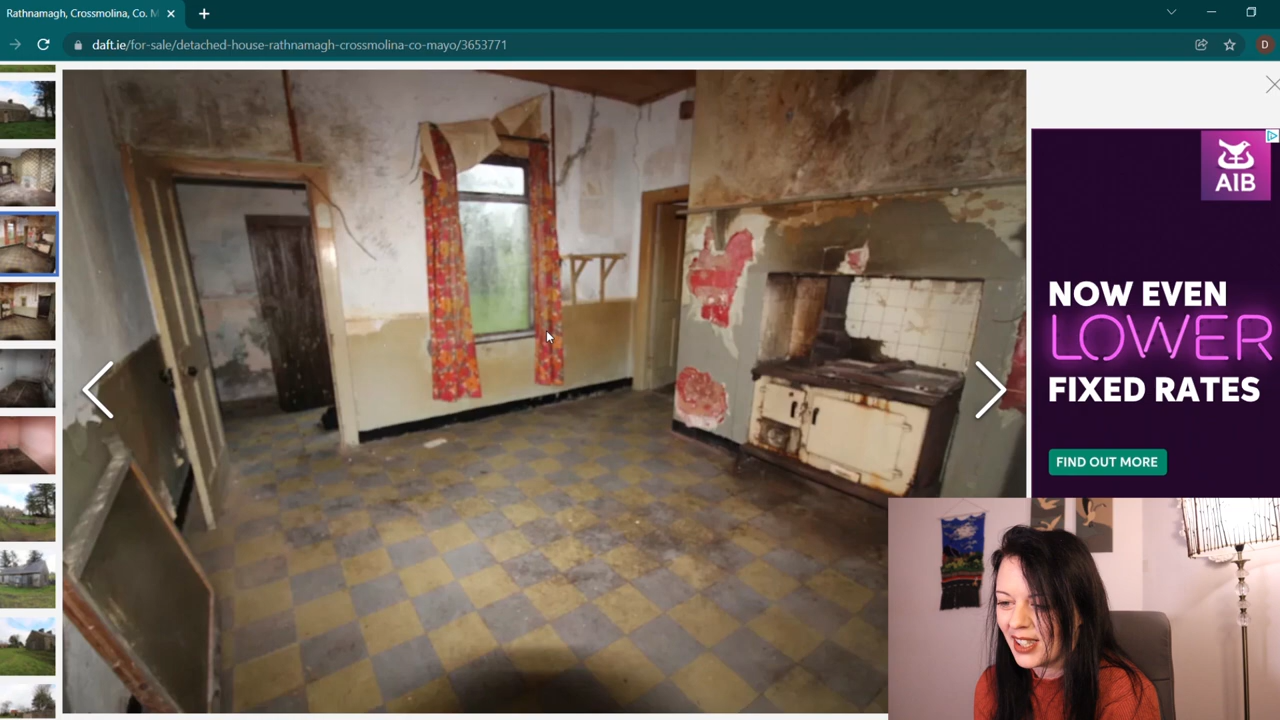 Rathnamagh, Crossmolina, Co. M
daft.ie/for-sale/detached-house-rathnamagh-crossmolina-co-mayo/3653771
D
AIB
NOW EVEN
LOWER
FIXED RATES
FIND OUT MORE